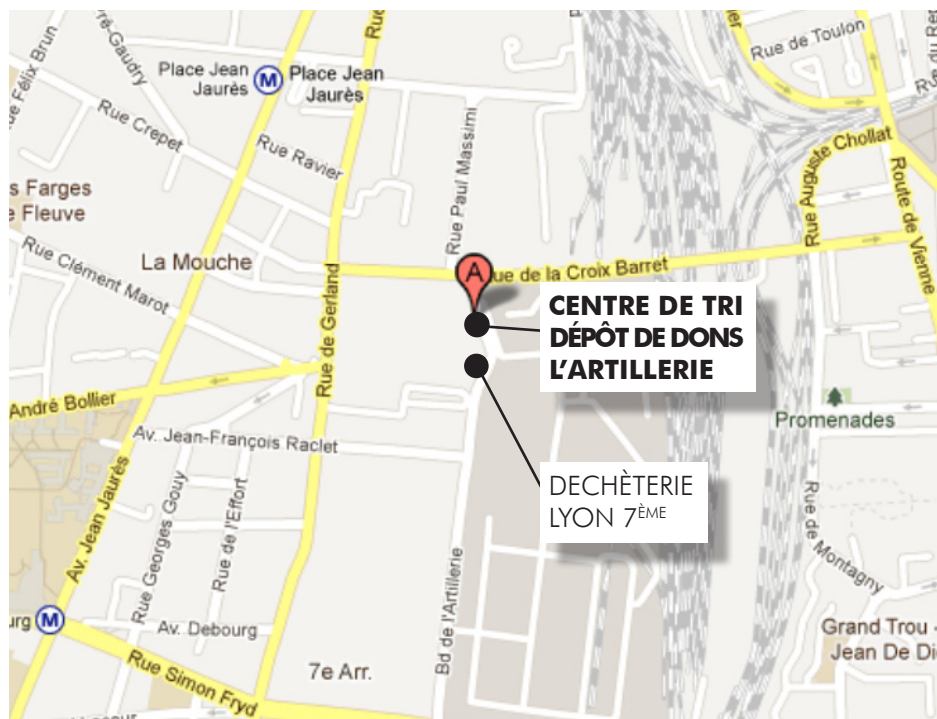 Rue de Toulon
Place Jean
Jaurès
M
Place Jean
Jaurès
Rue Crepet
Rue Ravier
Rue Paul Massimi
Rue Auguste Chollat
Route de Vienne
s Farges
e Fleuve
La Mouche
Rue Clément Marot
Rue de Gerland
A
ue de la Croix Barret
CENTRE DE TRI
DÉPÔT DE DONS
L'ARTILLERIE
André Bollier
Promenades
Av. Jean-François Raclet
DECHÈTERIE
LYON 7ÈME
Av. Jean Jaurès
Rue Georges Gouy
Rue de l'Effort
Bd de l'Artillerie
Rue de Montagny
M
Av. Debourg
Rue Simon Fryd
7e Arr.
Grand Trou -
Jean De Di